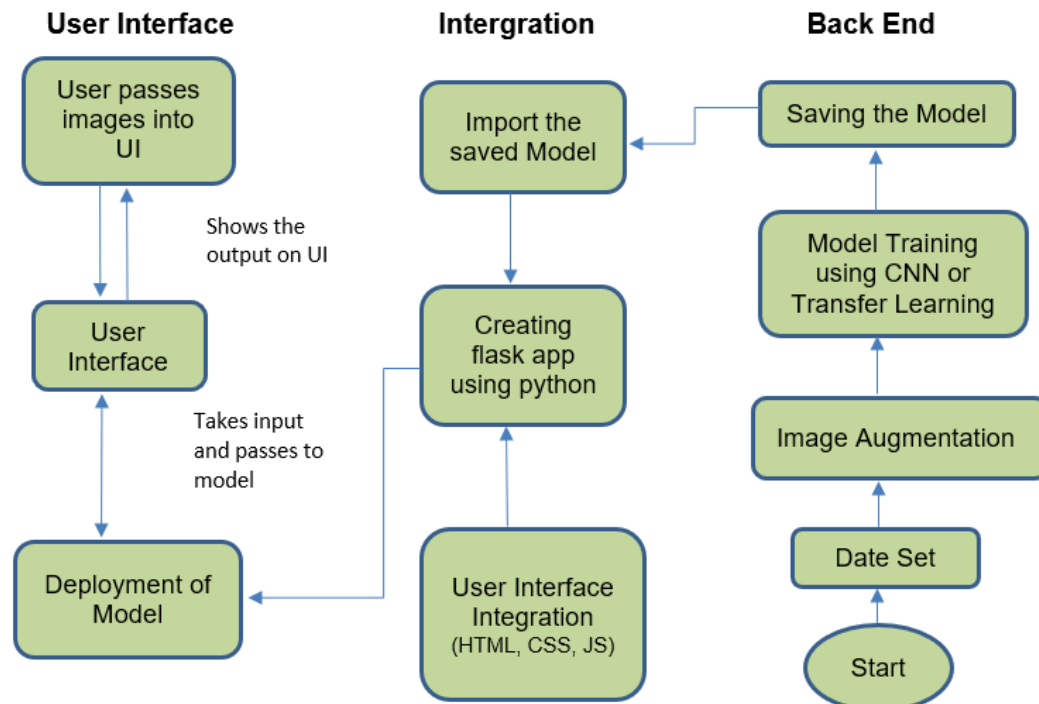 User Interface
Intergration
Back End
User passes
images into
UI
Shows the
output on UI
User
Interface
Takes input
and passes to
model
Deployment of
Model
Import the
saved Model
Creating
flask app
using python
User Interface
Integration
(HTML, CSS, JS)
Saving the Model
Model Training
using CNN or
Transfer Learning
Image Augmentation
Date Set
Start